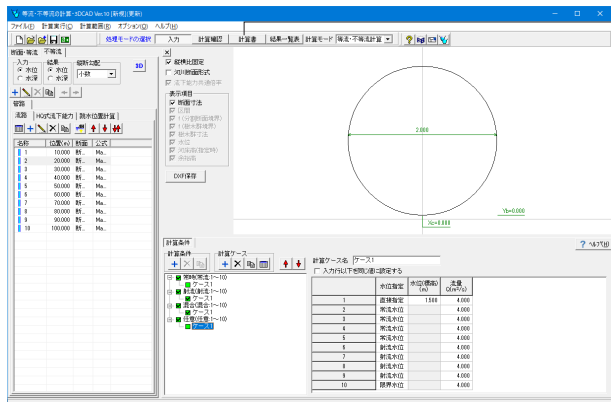 等流・不等流の計算・3DCAD Ver.10 [新規](更新)
ファイル(F) 計算実行(C) 計算範囲(R) オプション(O) ヘルプ(H)
処理モードの選択 入力 計算確認 計算書 結果一覧表 計算モード 等流・不等流計算
断面・等流 不等流
入力 結果 縦断勾配
水位 水位 小数 3D
水深 水深
管路
流路 HQ式流下能力 跳水位置計算
名称 位置(m) 断面 公式
1 10.000 断.. Ma...
2 20.000 断.. Ma...
3 30.000 断.. Ma...
4 40.000 断.. Ma...
5 50.000 断.. Ma...
6 60.000 断.. Ma...
7 70.000 断.. Ma...
8 80.000 断.. Ma...
9 90.000 断.. Ma...
10 100.000 断.. Ma...
縦横比固定
流下能力共通倍率
表示項目
断面寸法
区間
水位
DXF保存
2.000
Yb=0.000
Xc=0.000
計算条件
ヘルプ(H)
計算条件 計算ケース
常時(常流:1～10)
ケース1
射流(射流:1～10)
ケース1
混合(混合:1～10)
ケース1
任意(任意:1～10)
ケース1
計算ケース名 ケース1
入力行以下を同じ値に設定する
水位指定 水位(標高)(m) 流量Q(m³/s)
1 直接指定 1.500 4.000
2 常流水位 4.000
3 常流水位 4.000
4 常流水位 4.000
5 常流水位 4.000
6 射流水位 4.000
7 射流水位 4.000
8 射流水位 4.000
9 射流水位 4.000
10 限界水位 4.000